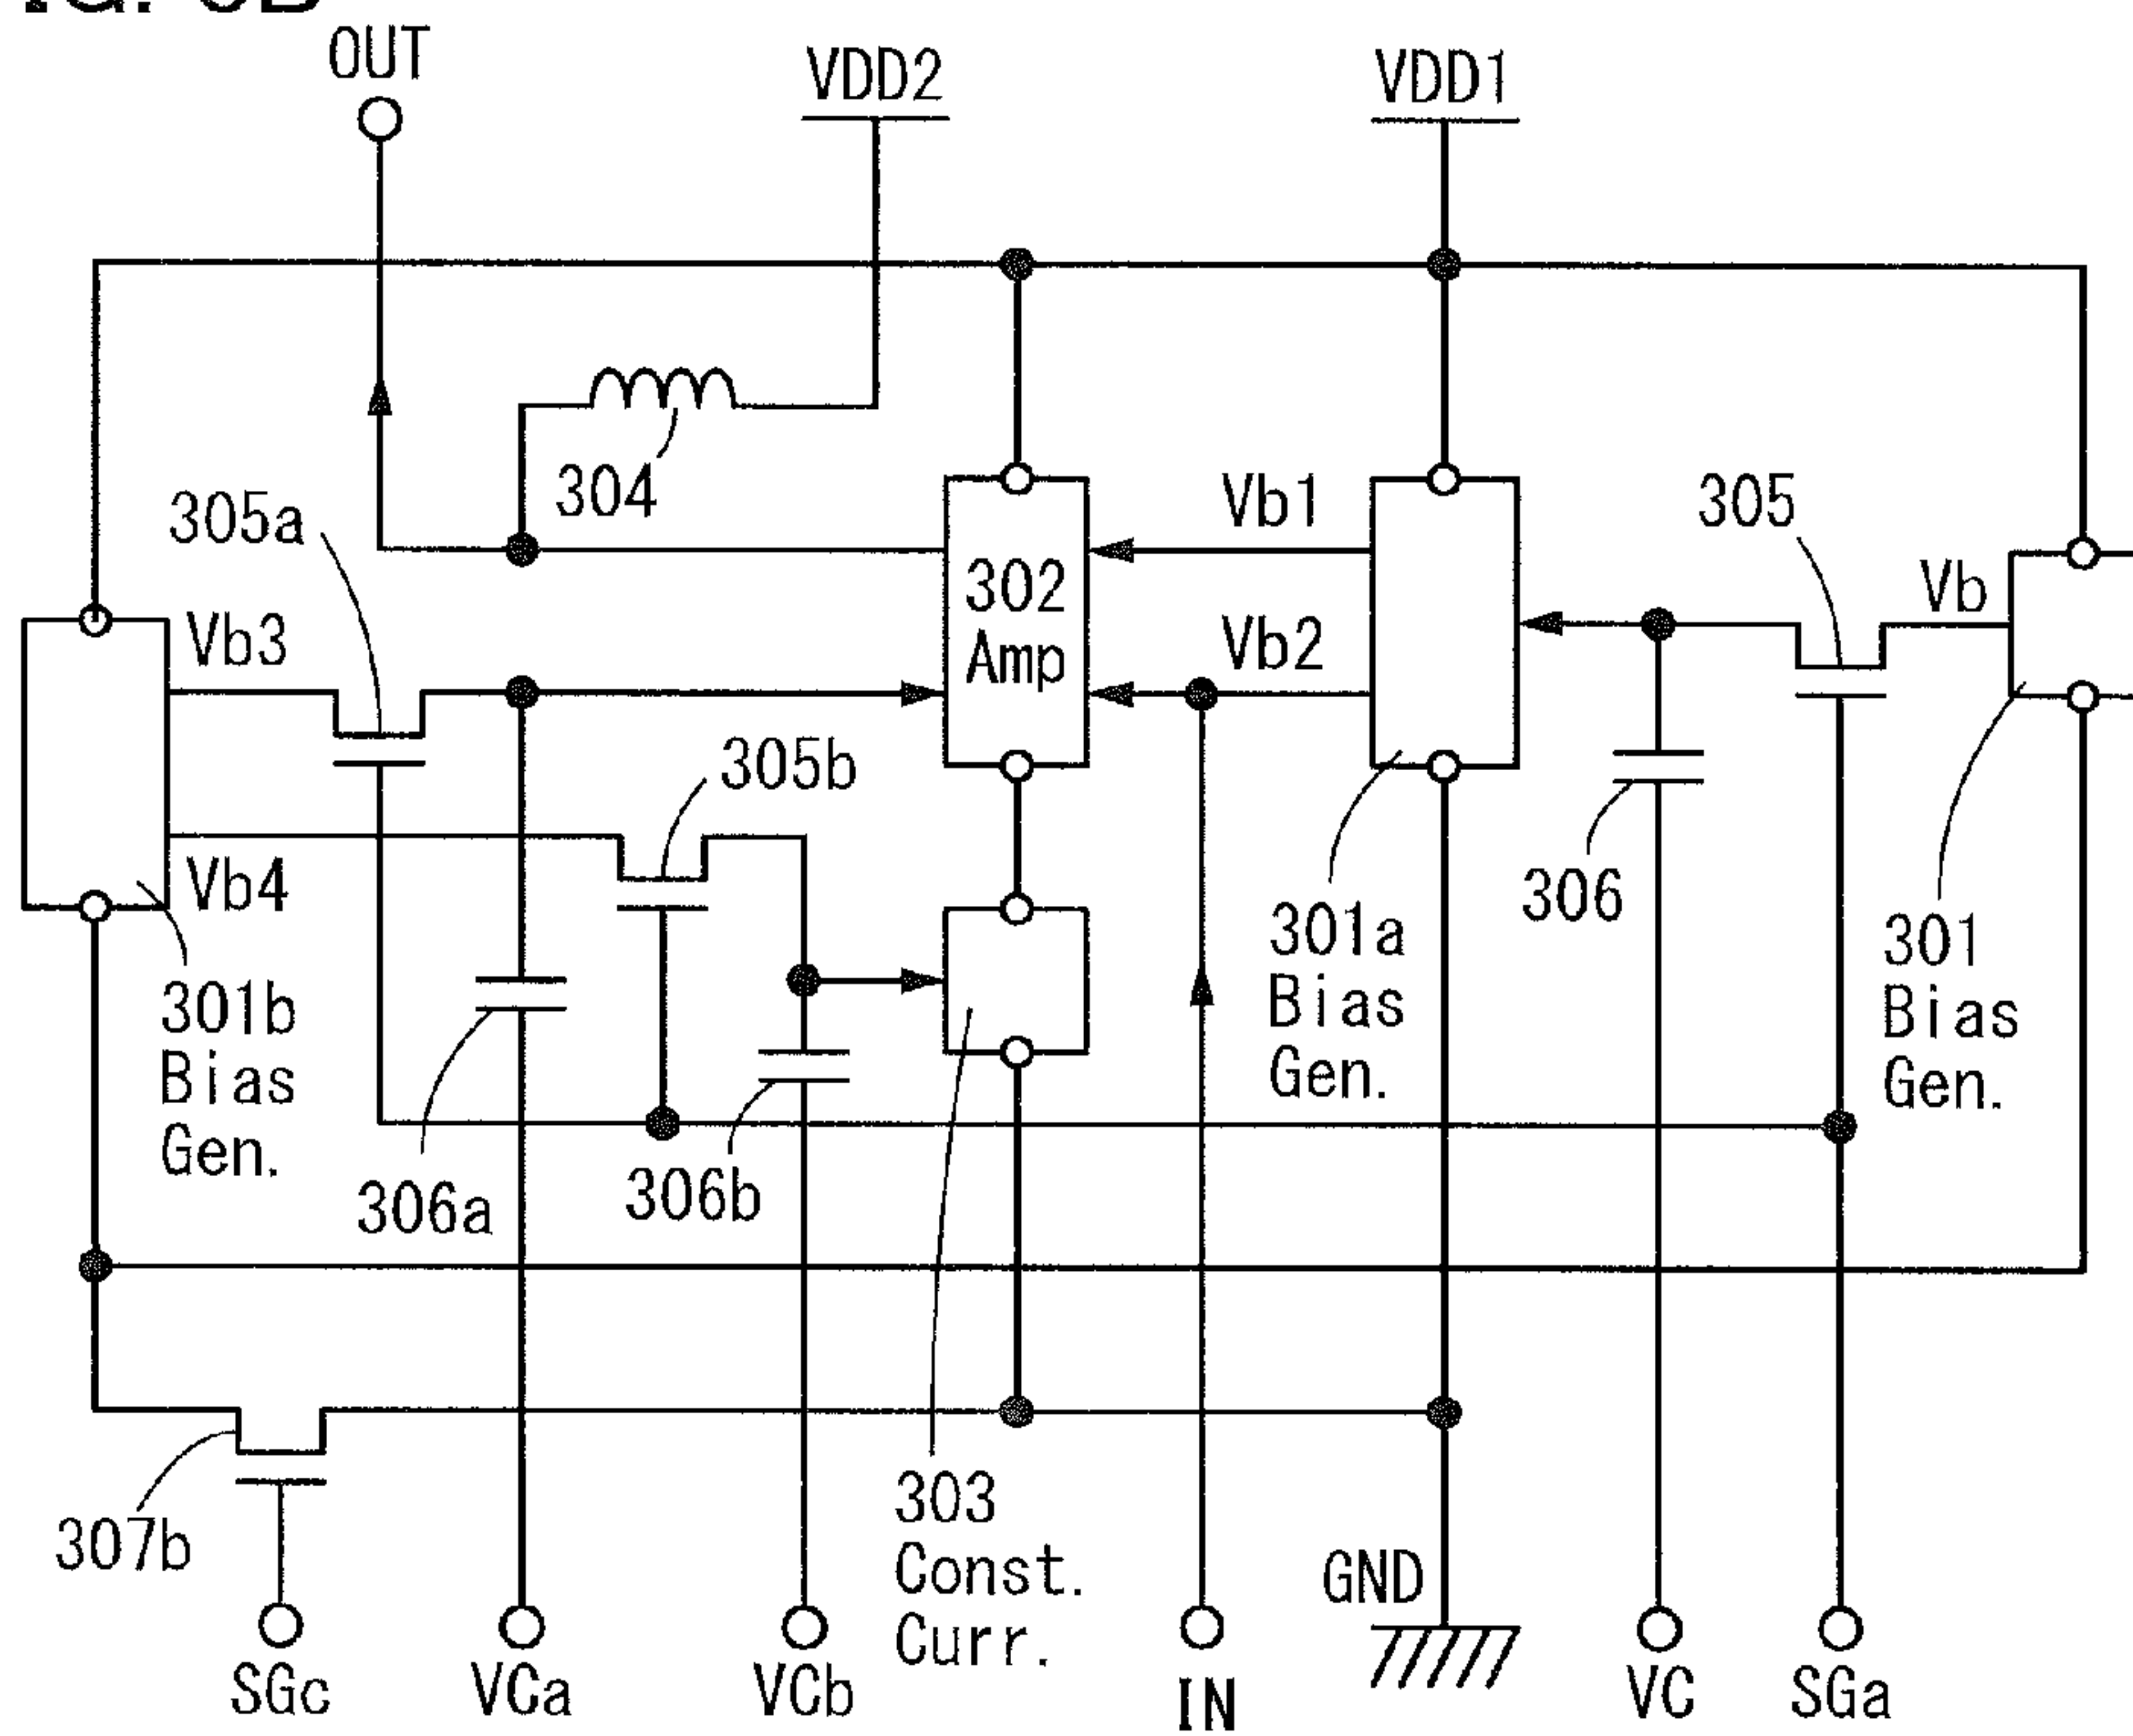 OUT
VDD2
VDD1
304
305a
Vb1
305
302
Amp
Vb
Vb3
Vb2
305b
Vb4
306
301a
Bias
Gen.
301
Bias
Gen.
301b
Bias
Gen.
306a
306b
303
Const.
Curr.
307b
GND
SGc
VCa
VCb
IN
VC
SGa